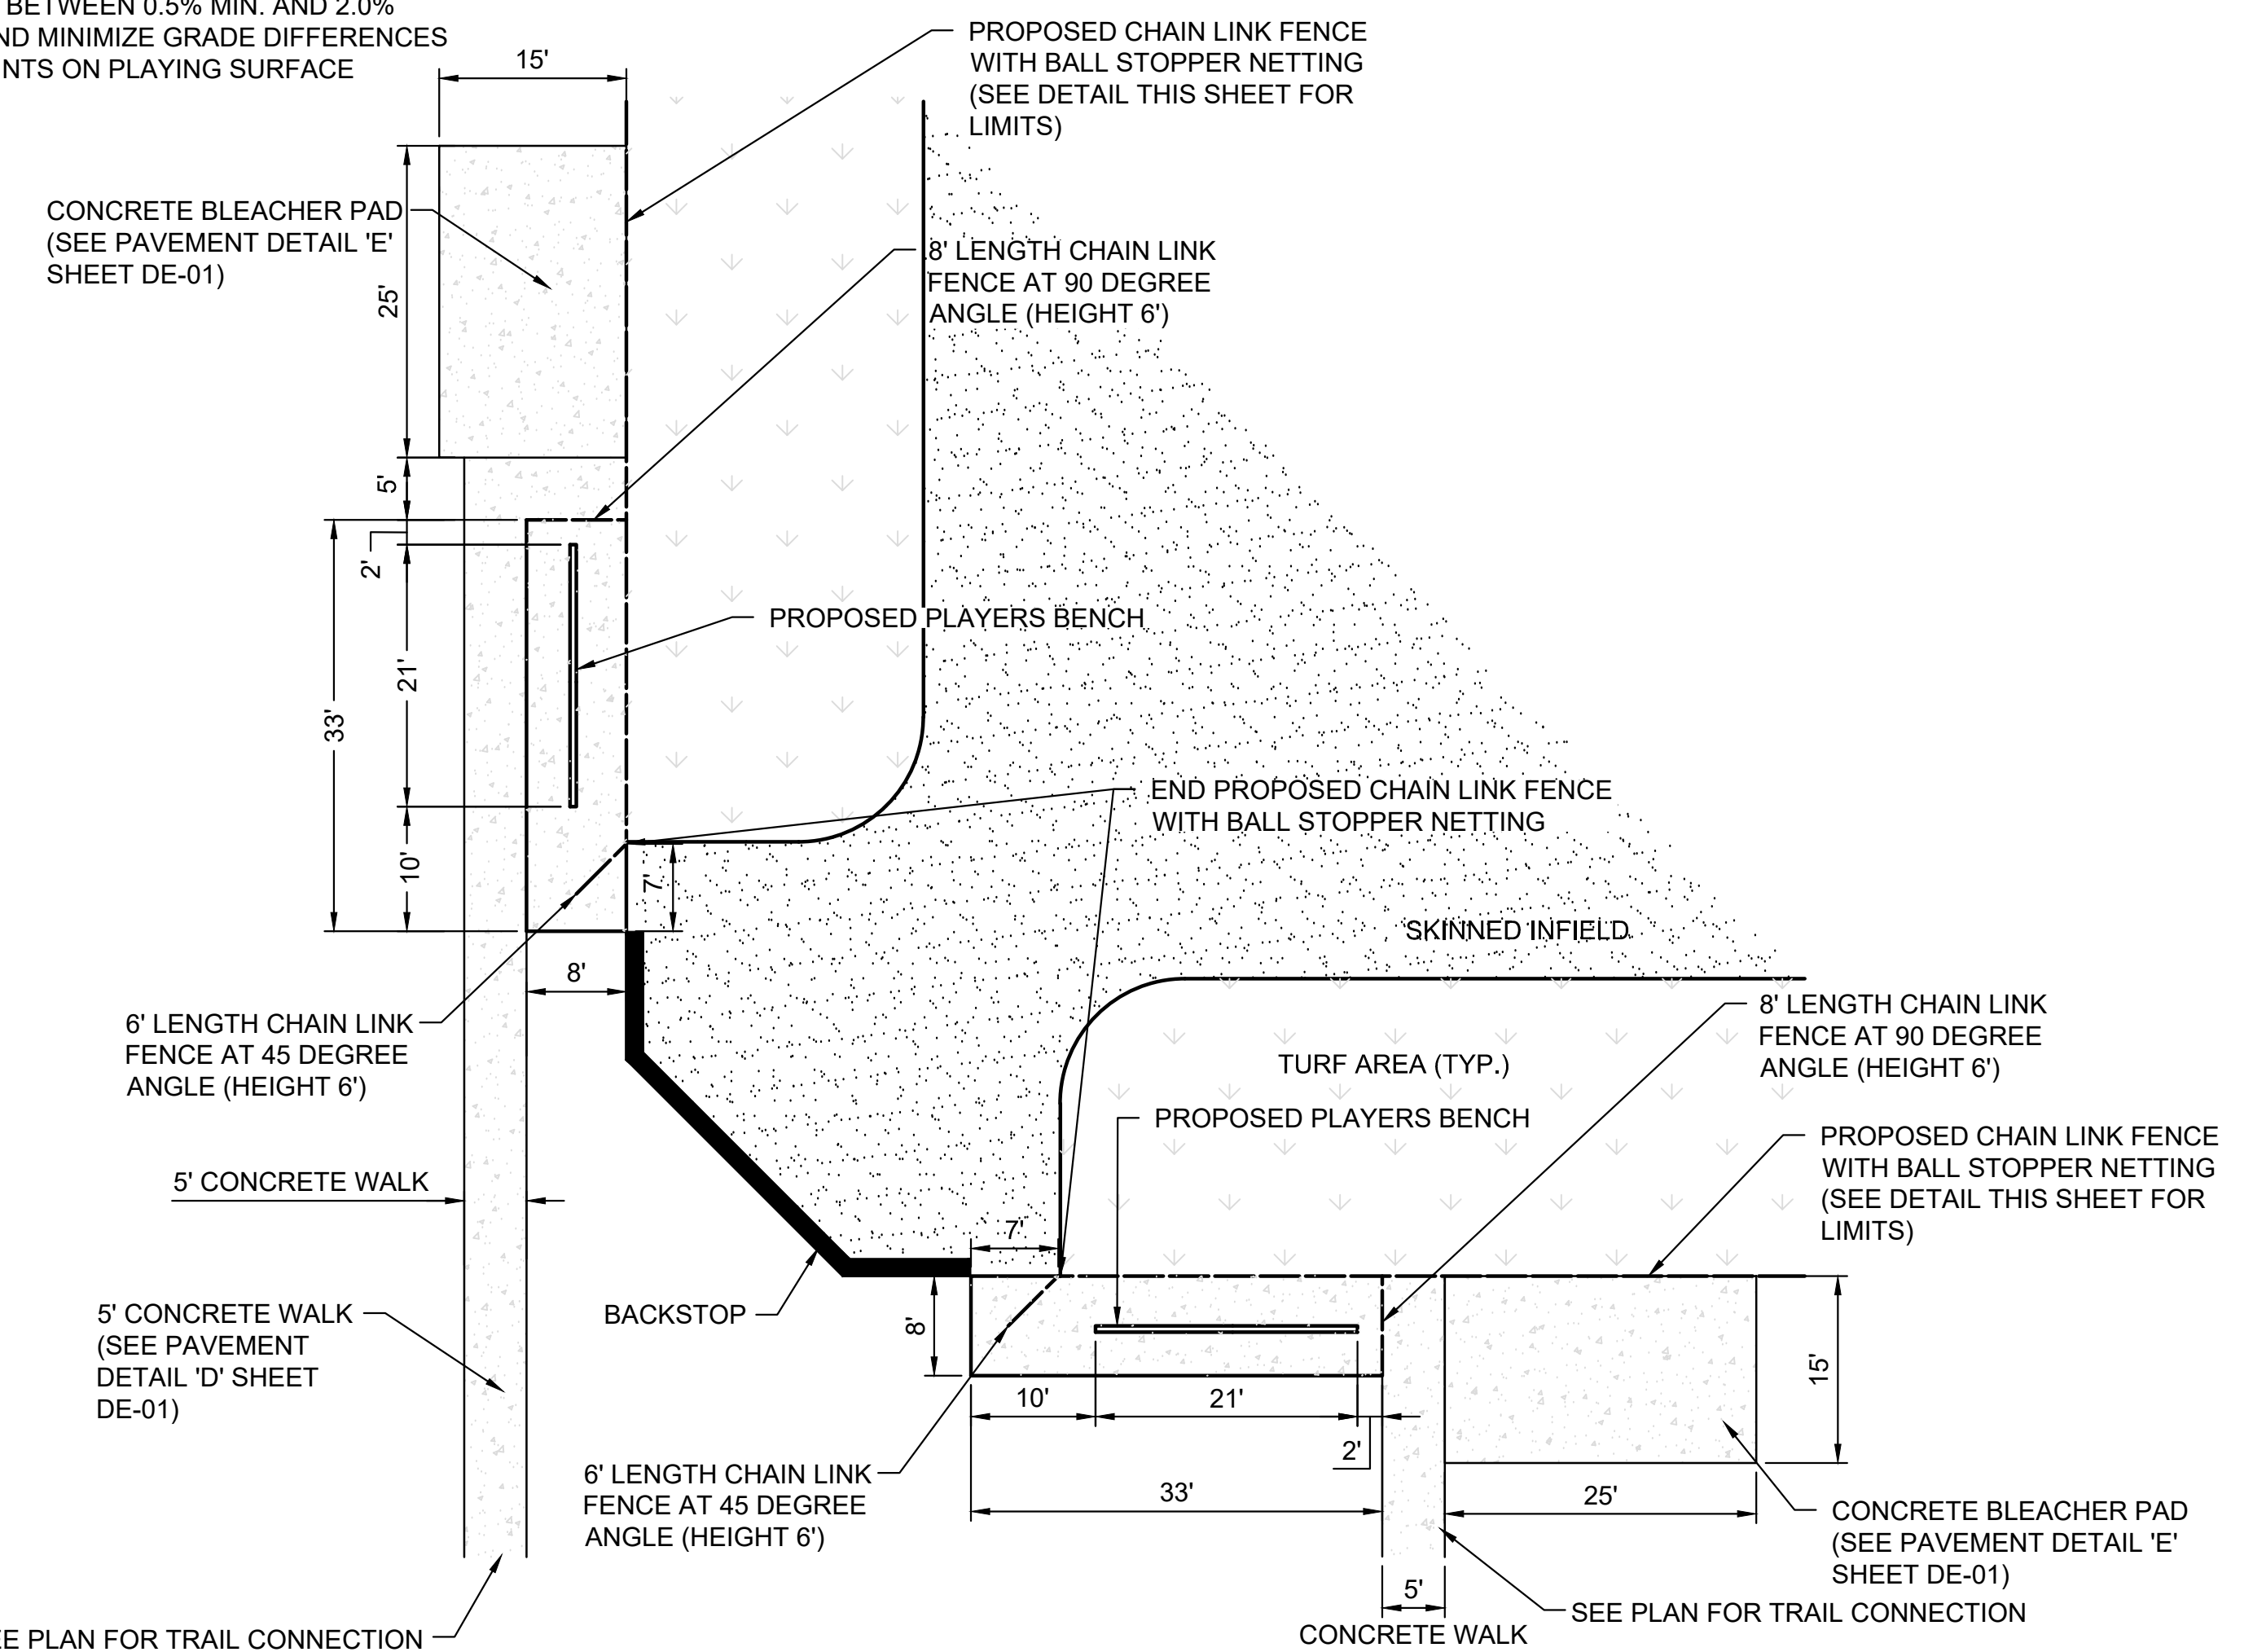 BETWEEN 0.5% MIN. AND 2.0%
ND MINIMIZE GRADE DIFFERENCES
NTS ON PLAYING SURFACE
15'
PROPOSED CHAIN LINK FENCE
WITH BALL STOPPER NETTING
(SEE DETAIL THIS SHEET FOR
LIMITS)
CONCRETE BLEACHER PAD
(SEE PAVEMENT DETAIL 'E'
SHEET DE-01)
25'
8' LENGTH CHAIN LINK
FENCE AT 90 DEGREE
ANGLE (HEIGHT 6')
5'
2'
21'
33'
10'
PROPOSED PLAYERS BENCH
END PROPOSED CHAIN LINK FENCE
WITH BALL STOPPER NETTING
7'
SKINNED INFIELD
8'
6' LENGTH CHAIN LINK
FENCE AT 45 DEGREE
ANGLE (HEIGHT 6')
8' LENGTH CHAIN LINK
FENCE AT 90 DEGREE
ANGLE (HEIGHT 6')
TURF AREA (TYP.)
PROPOSED PLAYERS BENCH
PROPOSED CHAIN LINK FENCE
WITH BALL STOPPER NETTING
(SEE DETAIL THIS SHEET FOR
LIMITS)
5' CONCRETE WALK
7'
5' CONCRETE WALK
(SEE PAVEMENT
DETAIL 'D' SHEET
DE-01)
BACKSTOP
8'
15'
10'
21'
2'
6' LENGTH CHAIN LINK
FENCE AT 45 DEGREE
ANGLE (HEIGHT 6')
33'
25'
CONCRETE BLEACHER PAD
(SEE PAVEMENT DETAIL 'E'
SHEET DE-01)
5'
CONCRETE WALK
SEE PLAN FOR TRAIL CONNECTION
EE PLAN FOR TRAIL CONNECTION